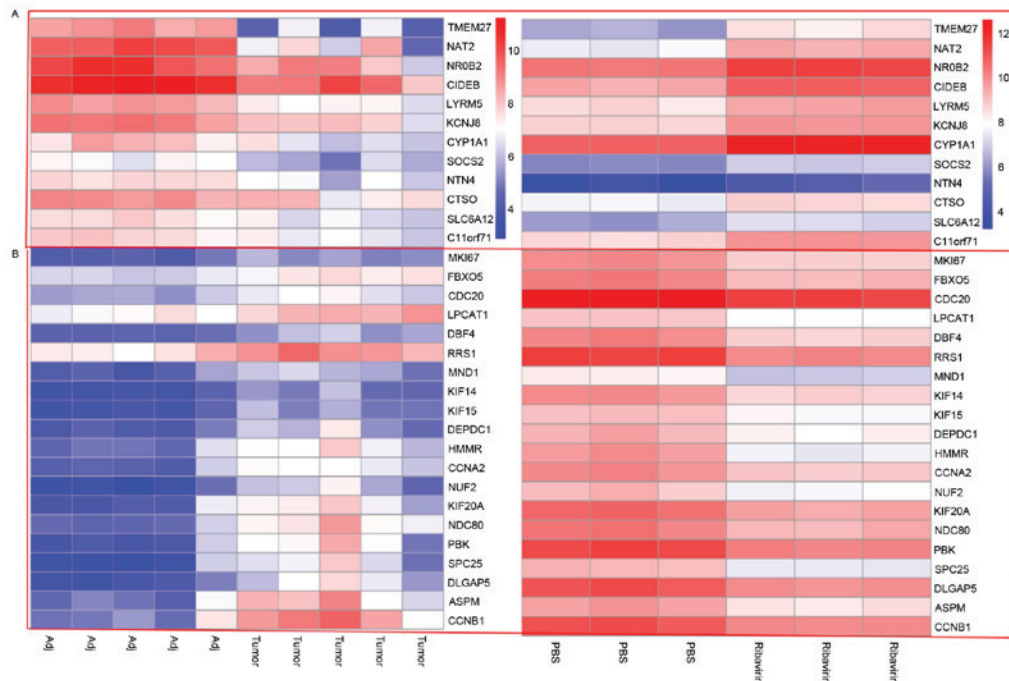 A
TMEM27
NAT2
NR0B2
CIDEB
LYRM5
KCNJ8
CYP1A1
SOCS2
NTN4
CTSO
SLC6A12
C11orf71
10
8
6
4
TMEM27
NAT2
NR0B2
CIDEB
LYRM5
KCNJ8
CYP1A1
SOCS2
NTN4
CTSO
SLC6A12
C11orf71
12
10
8
6
4
B
MKI67
FBXO5
CDC20
LPCAT1
DBF4
RRS1
MND1
KIF14
KIF15
DEPDC1
HMMR
CCNA2
NUF2
KIF20A
NDC80
PBK
SPC25
DLGAP5
ASPM
CCNB1
MKI67
FBXO5
CDC20
LPCAT1
DBF4
RRS1
MND1
KIF14
KIF15
DEPDC1
HMMR
CCNA2
NUF2
KIF20A
NDC80
PBK
SPC25
DLGAP5
ASPM
CCNB1
Adj
Adj
Adj
Adj
Adj
Tumor
Tumor
Tumor
Tumor
Tumor
PBS
PBS
PBS
Ribavirin
Ribavirin
Ribavirin